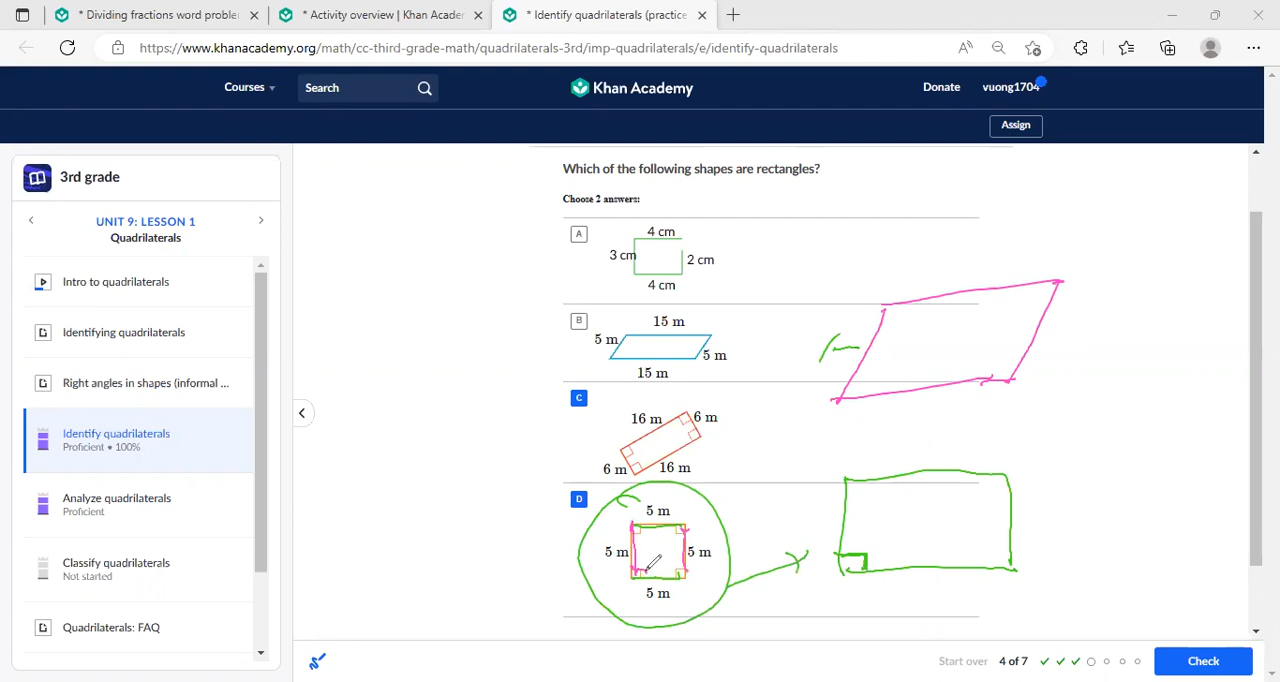 * Dividing fractions word proble
* Activity overview | Khan Acader
* Identify quadrilaterals (practice
https://www.khanacademy.org/math/cc-third-grade-math/quadrilaterals-3rd/imp-quadrilaterals/e/identify-quadrilaterals
Courses
Search
Khan Academy
Donate
vuong1704
Assign
3rd grade
UNIT 9: LESSON 1
Quadrilaterals
Intro to quadrilaterals
Identifying quadrilaterals
Right angles in shapes (informal ...
Identify quadrilaterals
Proficient • 100%
Analyze quadrilaterals
Proficient
Classify quadrilaterals
Not started
Quadrilaterals: FAQ
Which of the following shapes are rectangles?
Choose 2 answers:
A
4 cm
3 cm
2 cm
4 cm
B
15 m
5 m
5 m
15 m
C
16 m
6 m
6 m
16 m
D
5 m
5 m
5 m
5 m
Start over
4 of 7
Check